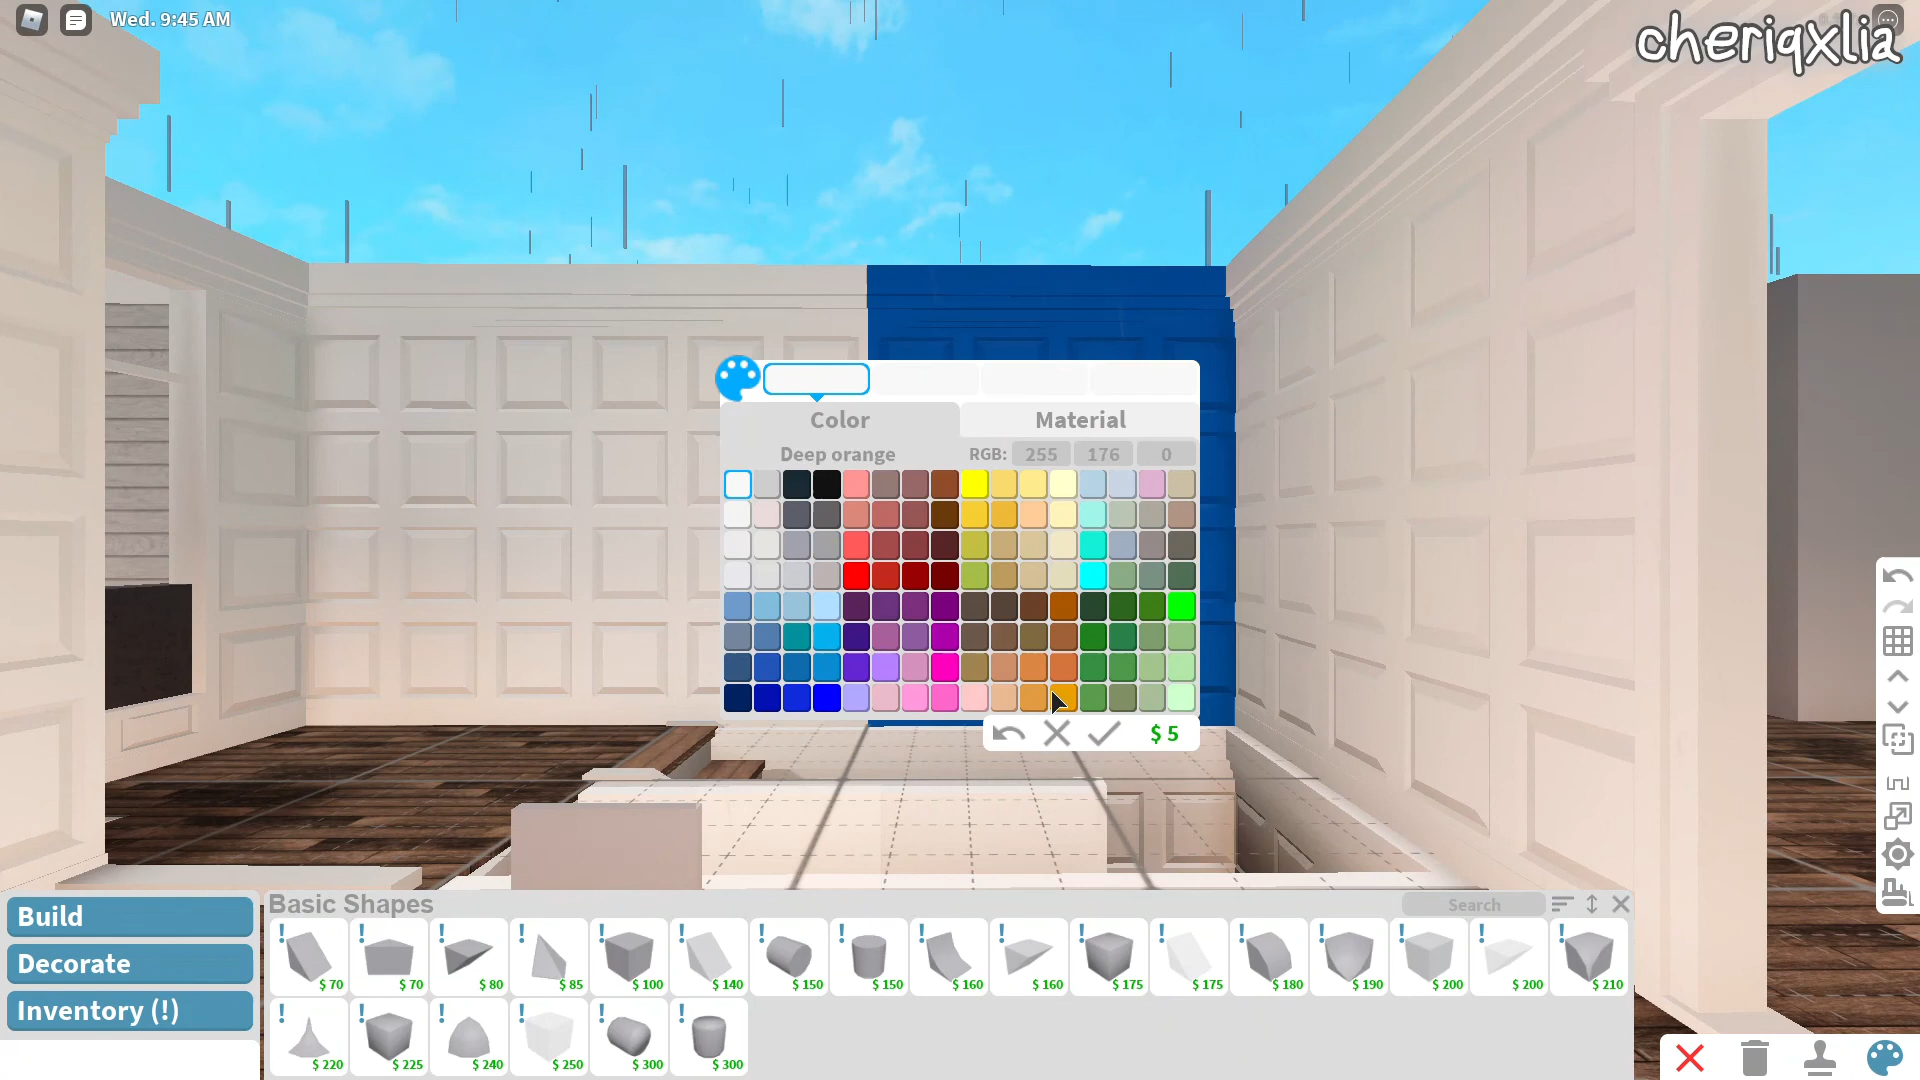 Wed. 9:45 AM
cheriqxlia
Color
Material
Deep orange
RGB: 255 176 0
$ 5
Build
Decorate
Inventory (!)
Basic Shapes
Search
! ! ! ! ! ! ! ! ! ! ! ! ! ! ! ! !
$ 70 $ 70 $ 80 $ 85 $ 100 $ 140 $ 150 $ 150 $ 160 $ 160 $ 175 $ 175 $ 180 $ 190 $ 200 $ 200 $ 210
! ! ! ! ! !
$ 220 $ 225 $ 240 $ 250 $ 300 $ 300